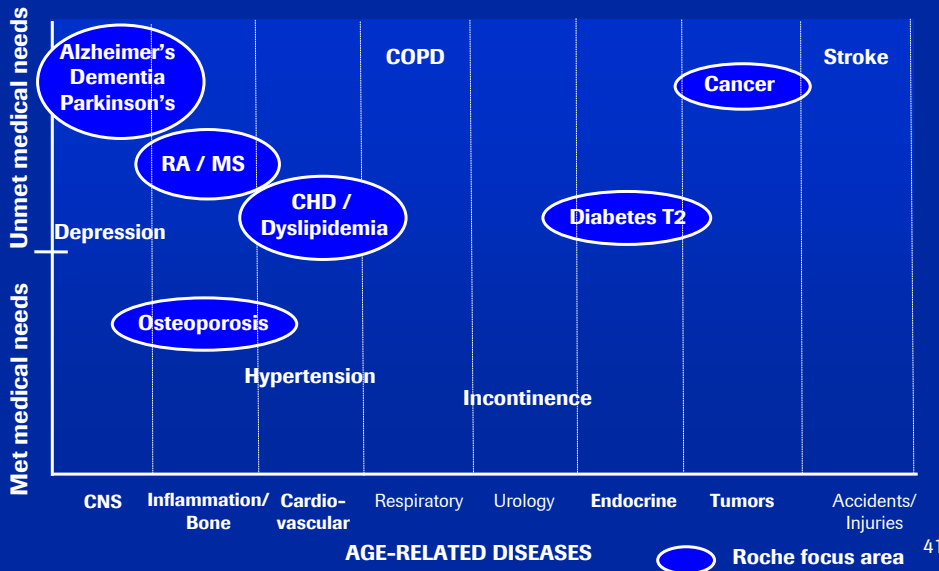 Unmet medical needs
Met medical needs
Alzheimer's
Dementia
Parkinson's
COPD
Stroke
Cancer
RA / MS
CHD /
Dyslipidemia
Diabetes T2
Depression
Osteoporosis
Hypertension
Incontinence
CNS
Inflammation/
Bone
Cardio-
vascular
Respiratory
Urology
Endocrine
Tumors
Accidents/
Injuries
AGE-RELATED DISEASES
Roche focus area
41